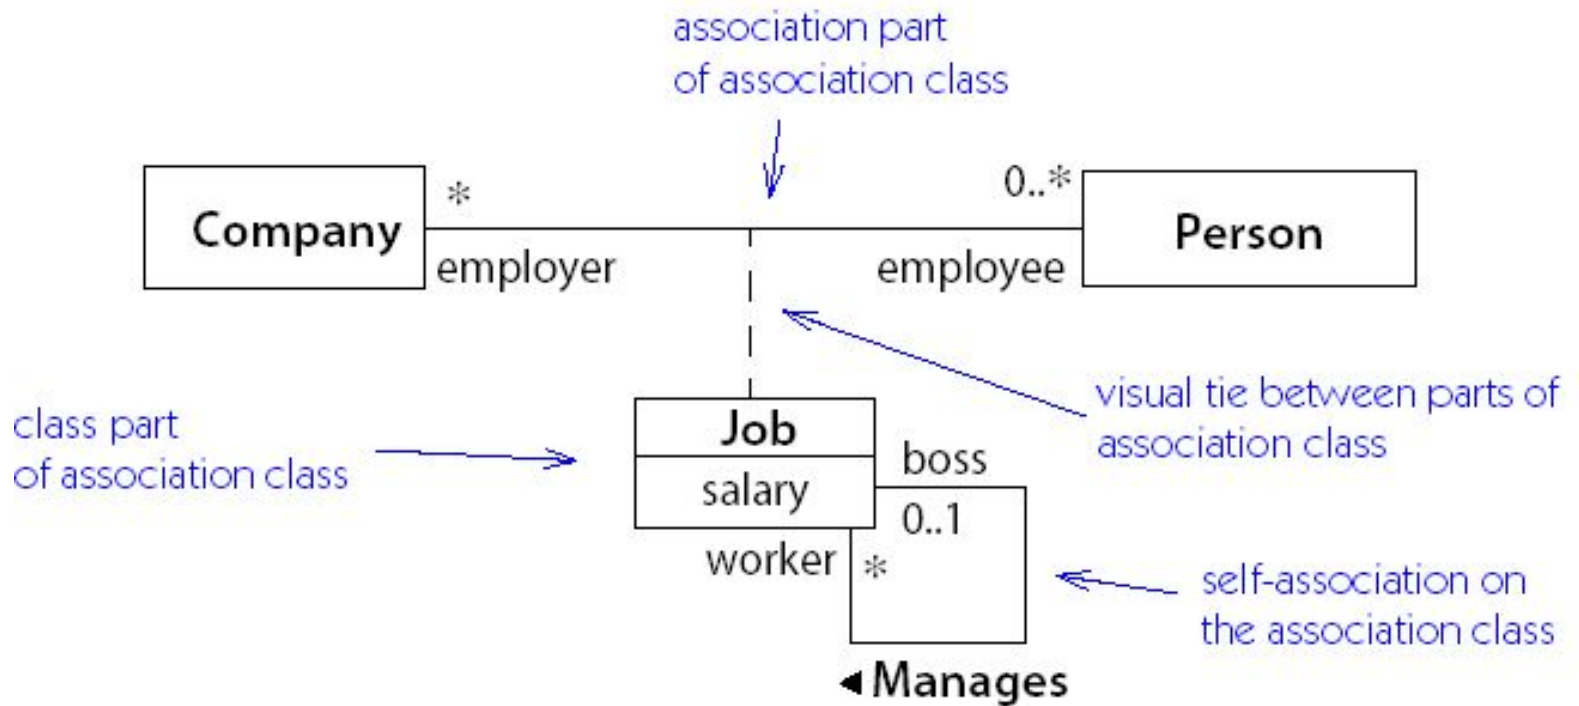 association part
of association class
*
0..*
Company
Person
employer
employee
visual tie between parts of
association class
class part
of association class
Job
salary
boss
0..1
worker
*
self-association on
the association class
◄Manages